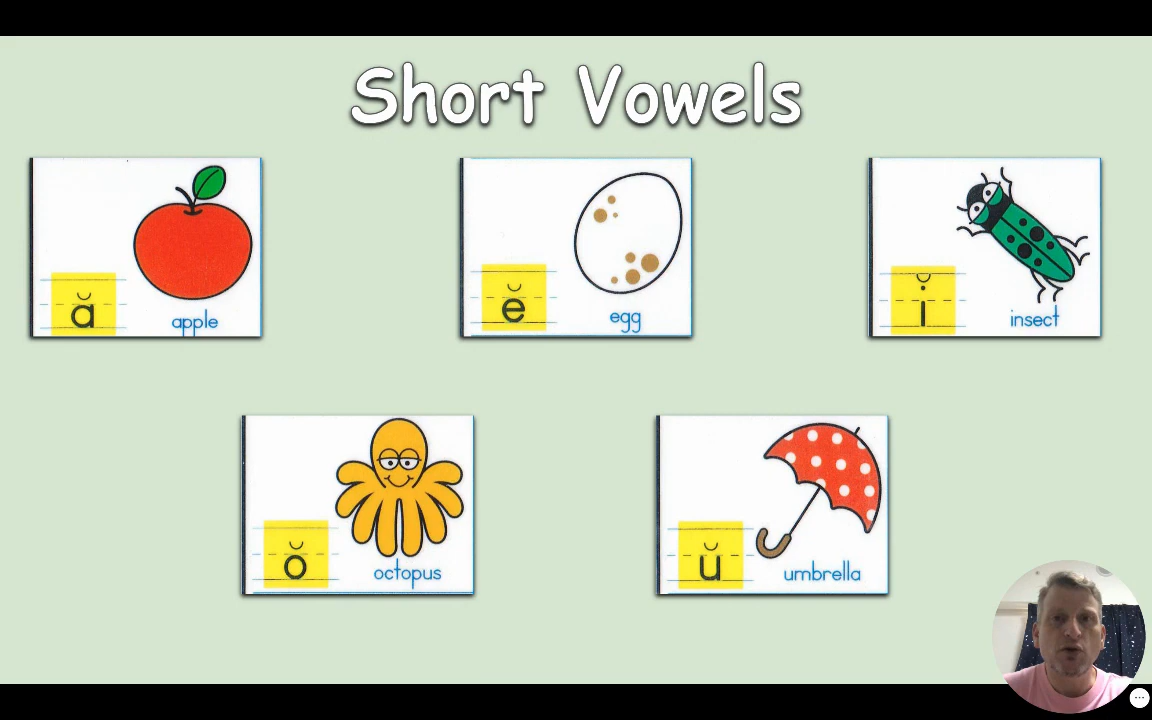 Short Vowels
ă
apple
ĕ
egg
ĭ
insect
ŏ
octopus
ŭ
umbrella